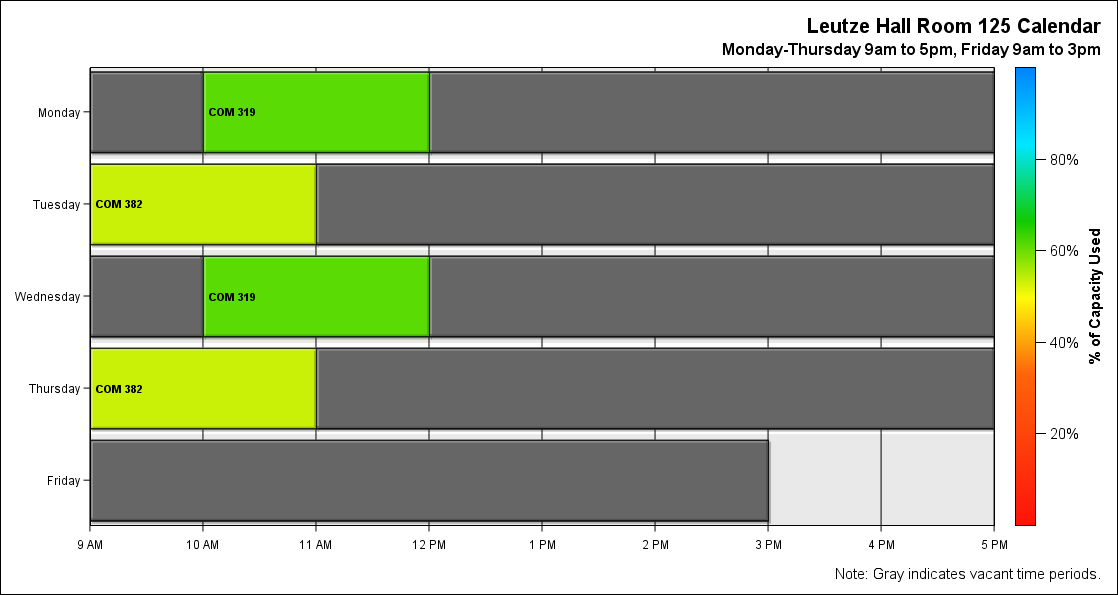 Leutze Hall Room 125 Calendar
Monday-Thursday 9am to 5pm, Friday 9am to 3pm
Monday
COM 319
Tuesday
COM 382
Wednesday
COM 319
Thursday
COM 382
Friday
9 AM
10 AM
11 AM
12 PM
1 PM
2 PM
3 PM
4 PM
5 PM
80%
60%
40%
20%
% of Capacity Used
Note: Gray indicates vacant time periods.